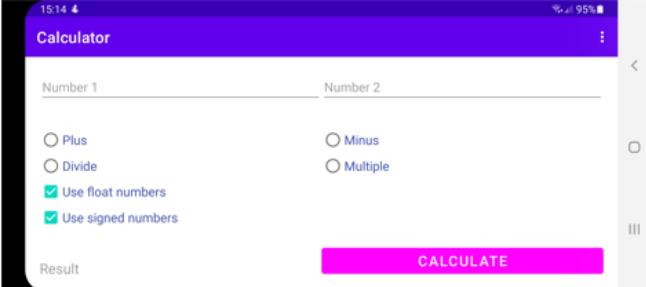 15:14 95%
Calculator
Number 1 Number 2
Plus Minus
Divide Multiple
Use float numbers
Use signed numbers
Result CALCULATE